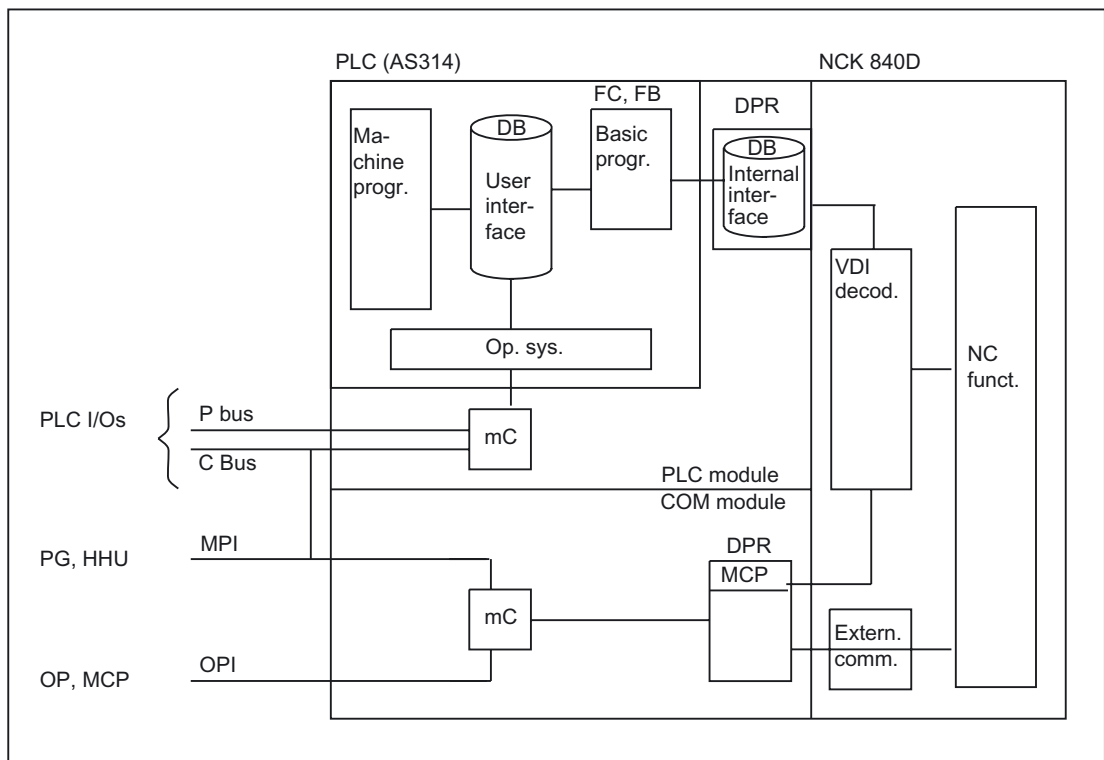 PLC (AS314)
NCK 840D
FC, FB
DPR
Ma-
chine
progr.
DB
User
inter-
face
Basic
progr.
DB
Internal
inter-
face
VDI
decod.
NC
funct.
Op. sys.
PLC I/Os
P bus
C Bus
mC
PLC module
COM module
PG, HHU
MPI
DPR
MCP
mC
Extern.
comm.
OP, MCP
OPI